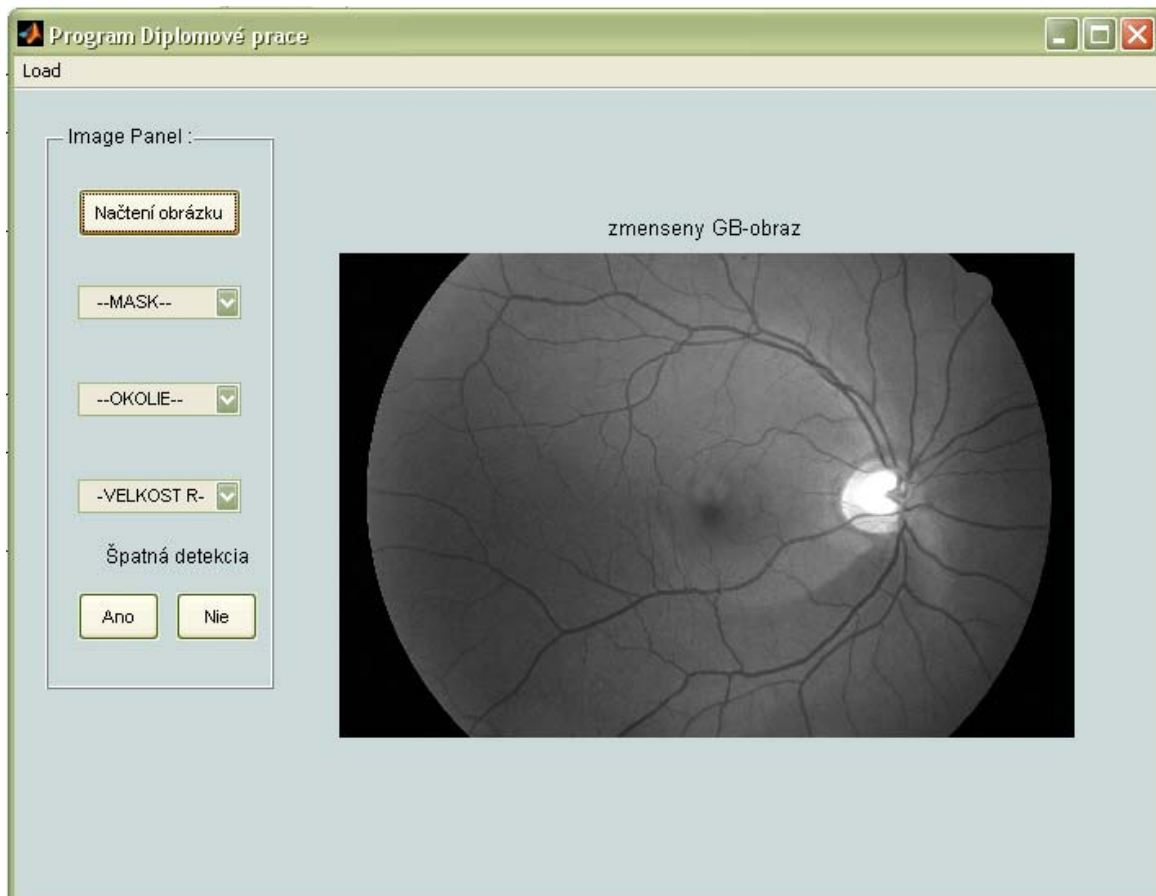 Program Diplomové prace
Load
Image Panel :
Načtení obrázku
--MASK--
--OKOLIE--
-VELKOST R-
Špatná detekcia
Ano Nie
zmenseny GB-obraz